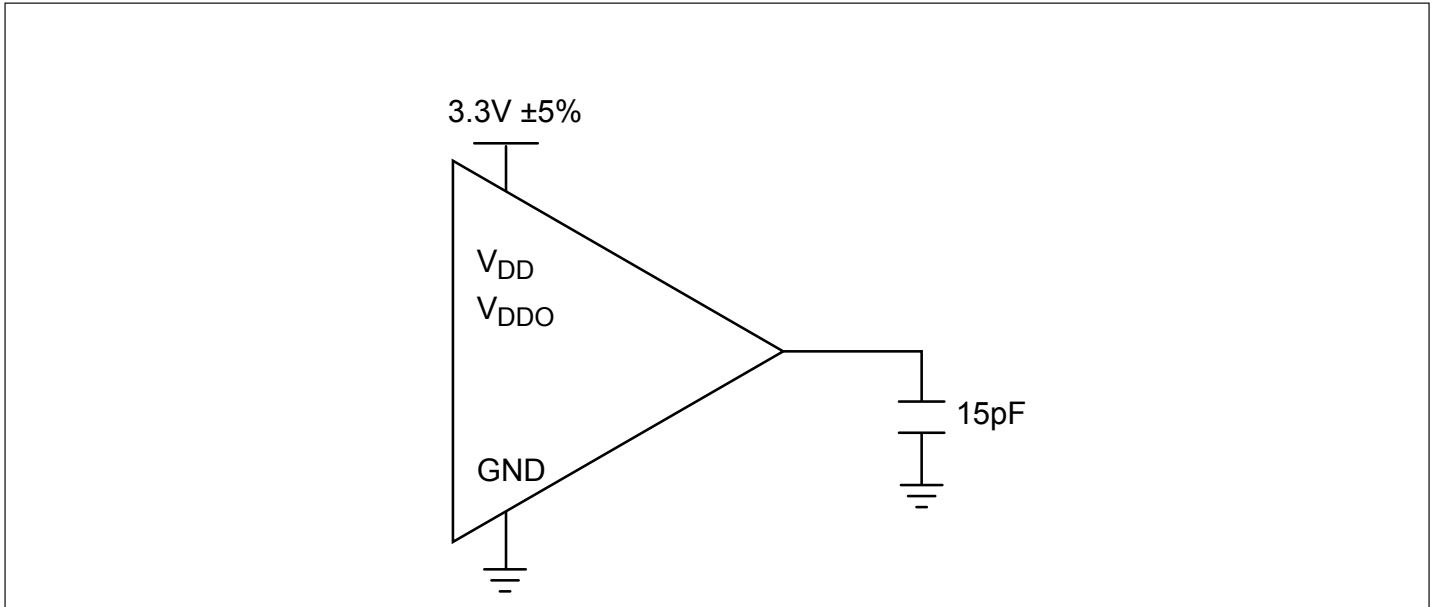 3.3V ±5%
VDD
VDDO
15pF
GND